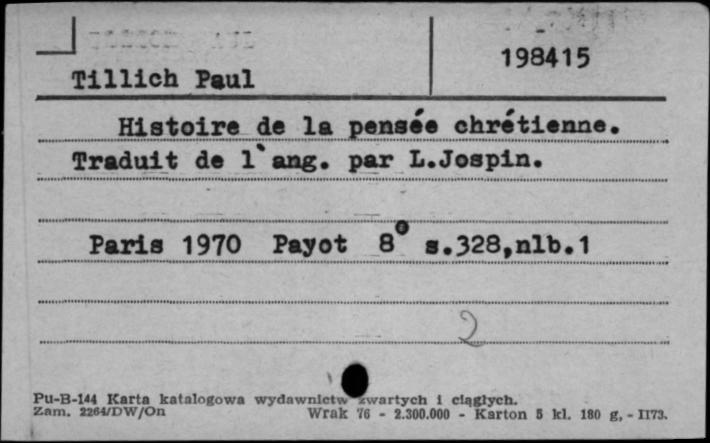 198415
Tillich Paul
Histoire de la pensée chrétienne.
Traduit de l'ang. par L.Jospin.
Paris 1970 Payot 8° s.328,nlb.1
2
Pu-B-144 Karta katalogowa wydawnictw zwartych i ciągłych.
Zam. 2264/DW/On Wrak 76 - 2.300.000 - Karton 5 kl. 180 g, - II73.